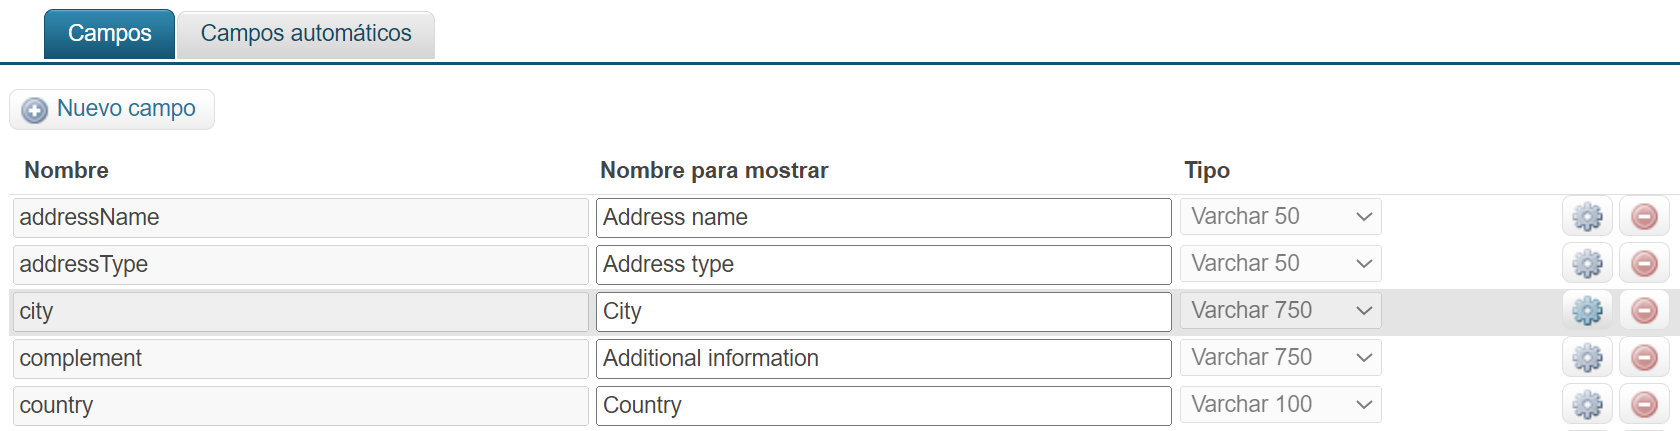 Campos Campos automáticos
Nuevo campo
Nombre Nombre para mostrar Tipo
addressName Address name Varchar 50
addressType Address type Varchar 50
city City Varchar 750
complement Additional information Varchar 750
country Country Varchar 100